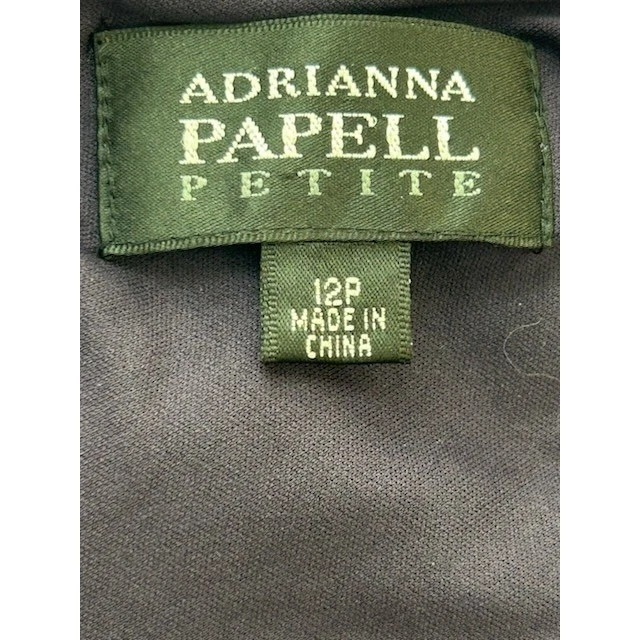 ADRIANNA
PAPELL
PETITE
12P
MADE IN
CHINA